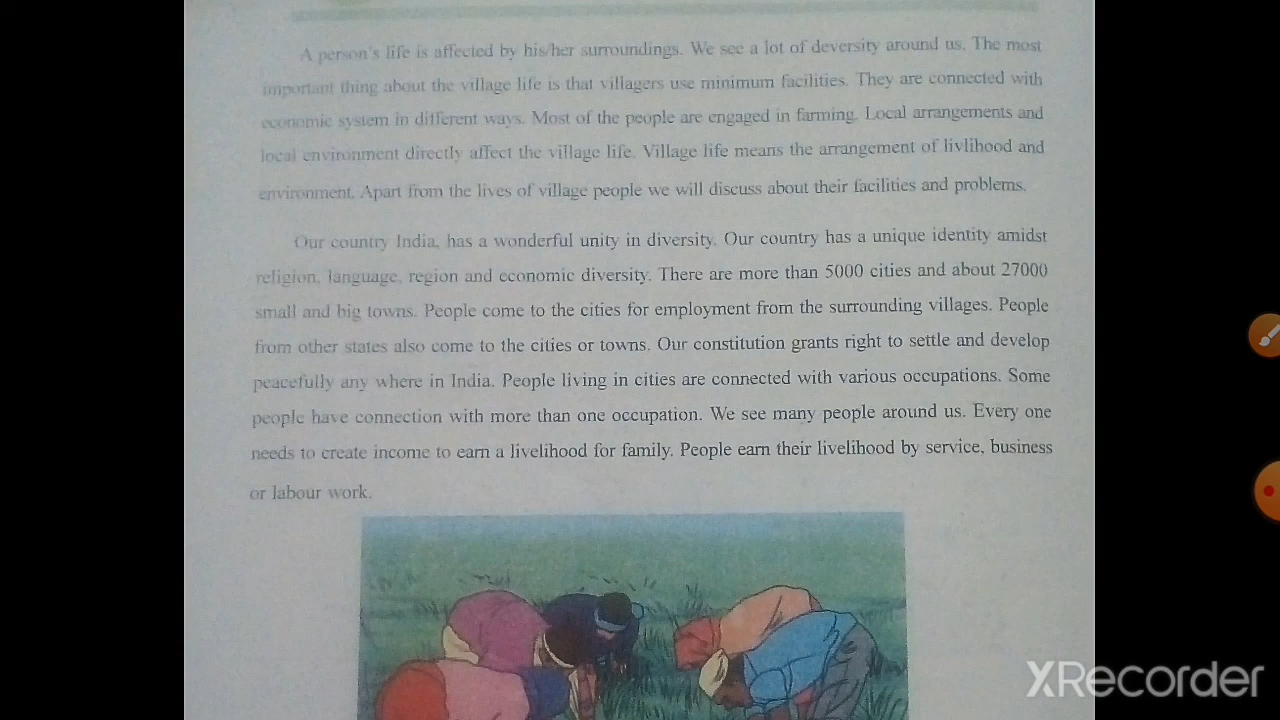 A person's life is affected by his/her surroundings. We see a lot of deversity around us. The most
important thing about the village life is that villagers use minimum facilities. They are connected with
economic system in different ways. Most of the people are engaged in farming. Local arrangements and
local environment directly affect the village life. Village life means the arrangement of livlihood and
environment. Apart from the lives of village people we will discuss about their facilities and problems.
Our country India, has a wonderful unity in diversity. Our country has a unique identity amidst
religion, language, region and economic diversity. There are more than 5000 cities and about 27000
small and big towns. People come to the cities for employment from the surrounding villages. People
from other states also come to the cities or towns. Our constitution grants right to settle and develop
peacefully any where in India. People living in cities are connected with various occupations. Some
people have connection with more than one occupation. We see many people around us. Every one
needs to create income to earn a livelihood for family. People earn their livelihood by service, business
or labour work.
XRecorder